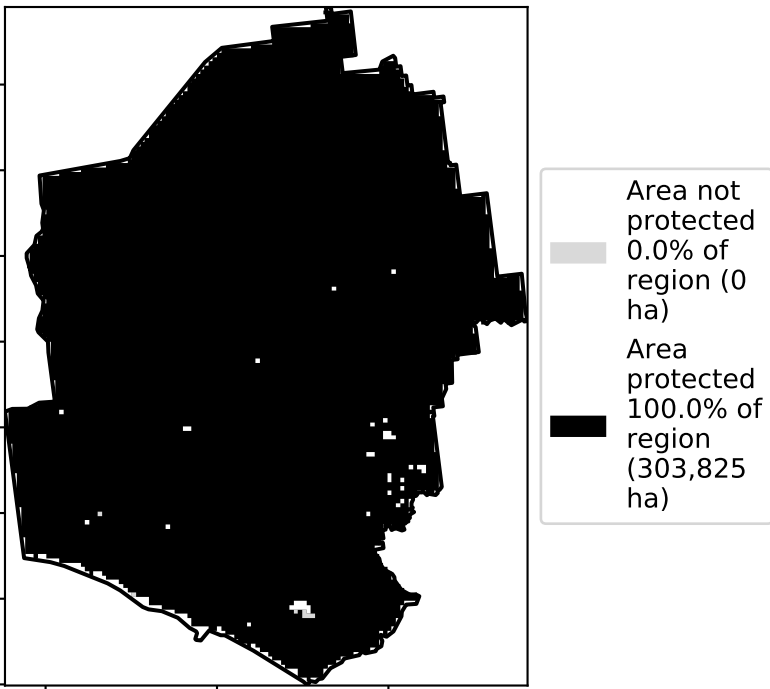 Area not
protected
0.0% of
region (0
ha)
Area
protected
100.0% of
region
(303,825
ha)